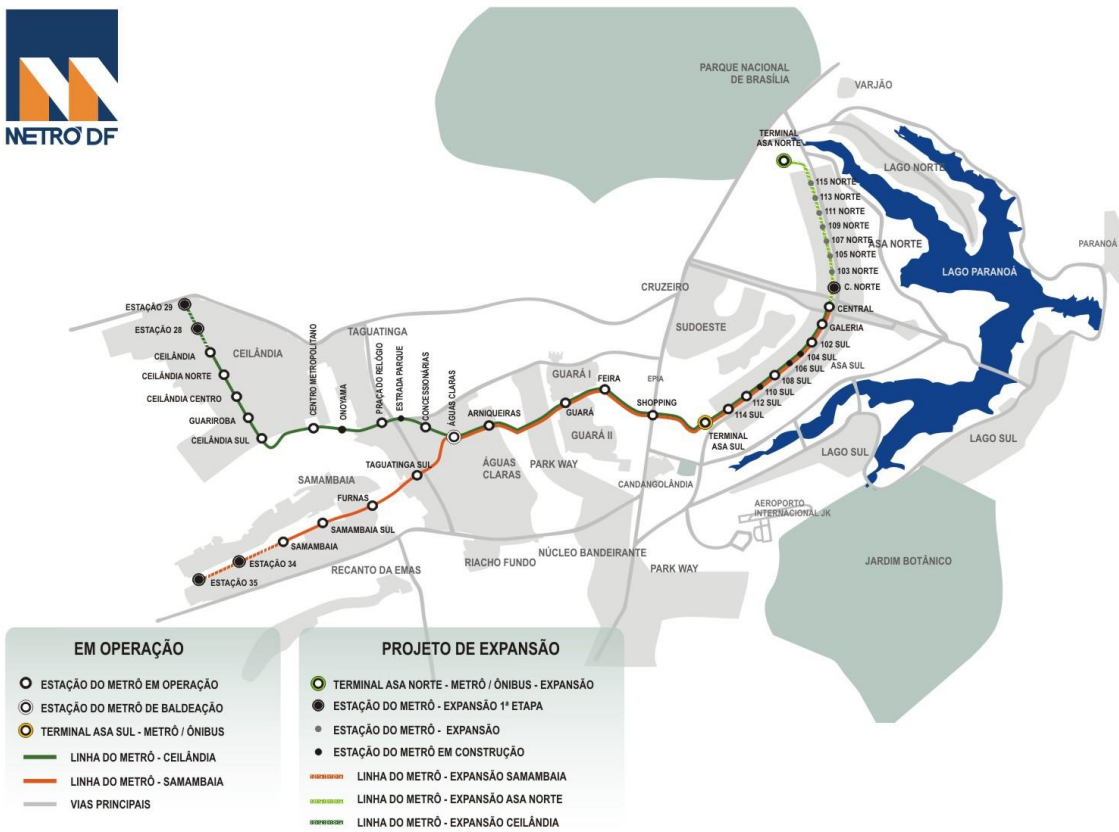 METRÔ DF
PARQUE NACIONAL
DE BRASÍLIA
VARJÃO
TERMINAL
ASA NORTE
LAGO NORTE
115 NORTE
113 NORTE
111 NORTE
109 NORTE
107 NORTE
ASA NORTE
105 NORTE
103 NORTE
PARANOÁ
LAGO PARANOÁ
C. NORTE
CRUZEIRO
CENTRAL
SUDOESTE
GALERIA
102 SUL
104 SUL
ASA SUL
106 SUL
108 SUL
110 SUL
112 SUL
114 SUL
TERMINAL
ASA SUL
ESTAÇÃO 29
ESTAÇÃO 28
CEILÂNDIA
CEILÂNDIA
CEILÂNDIA NORTE
CEILÂNDIA CENTRO
GUARIROBA
CEILÂNDIA SUL
CENTRO METROPOLITANO
ONOYAMA
TAGUATINGA
PRAÇA DO RELÓGIO
ESTRADA PARQUE
CONCESSIONÁRIAS
ÁGUAS CLARAS
ARNIQUEIRAS
GUARÁ I
GUARÁ
FEIRA
EPIA
SHOPPING
GUARÁ II
TAGUATINGA SUL
ÁGUAS
CLARAS
PARK WAY
CANDANGOLÂNDIA
LAGO SUL
LAGO SUL
SAMAMBAIA
FURNAS
SAMAMBAIA SUL
SAMAMBAIA
ESTAÇÃO 34
ESTAÇÃO 35
AEROPORTO
INTERNACIONAL JK
RECANTO DA EMAS
RIACHO FUNDO
NÚCLEO BANDEIRANTE
PARK WAY
JARDIM BOTÂNICO
EM OPERAÇÃO
ESTAÇÃO DO METRÔ EM OPERAÇÃO
ESTAÇÃO DO METRÔ DE BALDEAÇÃO
TERMINAL ASA SUL - METRÔ / ÔNIBUS
LINHA DO METRÔ - CEILÂNDIA
LINHA DO METRÔ - SAMAMBAIA
VIAS PRINCIPAIS
PROJETO DE EXPANSÃO
TERMINAL ASA NORTE - METRÔ / ÔNIBUS - EXPANSÃO
ESTAÇÃO DO METRÔ - EXPANSÃO 1ª ETAPA
ESTAÇÃO DO METRÔ - EXPANSÃO
ESTAÇÃO DO METRÔ EM CONSTRUÇÃO
LINHA DO METRÔ - EXPANSÃO SAMAMBAIA
LINHA DO METRÔ - EXPANSÃO ASA NORTE
LINHA DO METRÔ - EXPANSÃO CEILÂNDIA